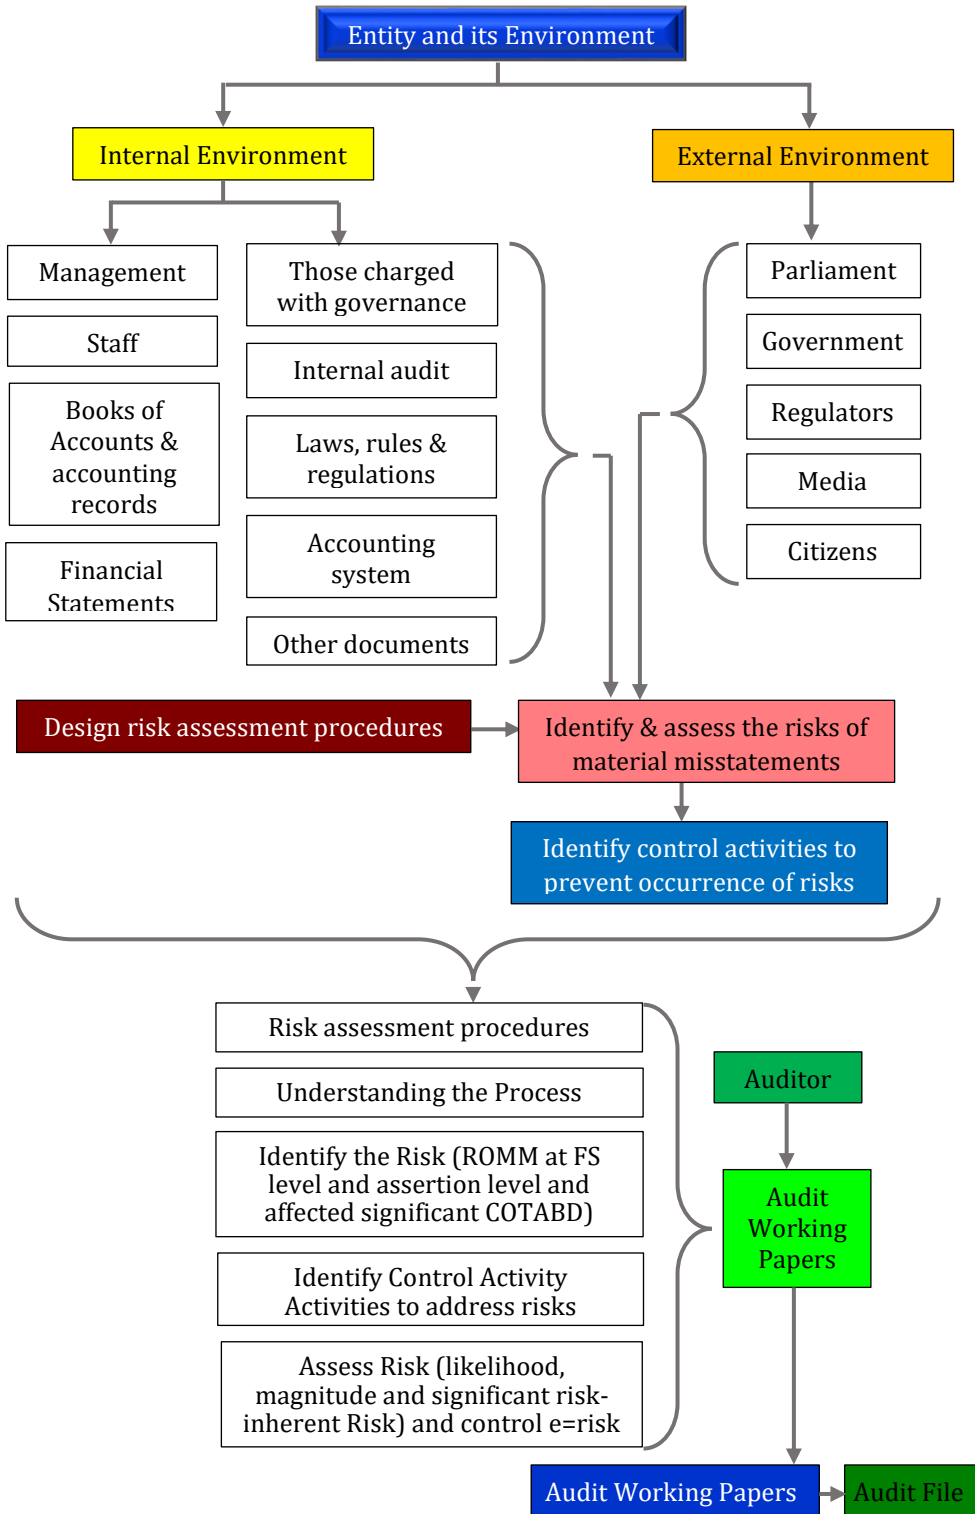 Entity and its Environment
Internal Environment
External Environment
Management
Staff
Books of
Accounts &
accounting
records
Financial
Statements
Those charged
with governance
Internal audit
Laws, rules &
regulations
Accounting
system
Other documents
Parliament
Government
Regulators
Media
Citizens
Design risk assessment procedures
Identify & assess the risks of
material misstatements
Identify control activities to
prevent occurrence of risks
Risk assessment procedures
Understanding the Process
Identify the Risk (ROMM at FS
level and assertion level and
affected significant COTABD)
Identify Control Activity
Activities to address risks
Assess Risk (likelihood,
magnitude and significant risk-
inherent Risk) and control e=risk
Auditor
Audit
Working
Papers
Audit Working Papers
Audit File